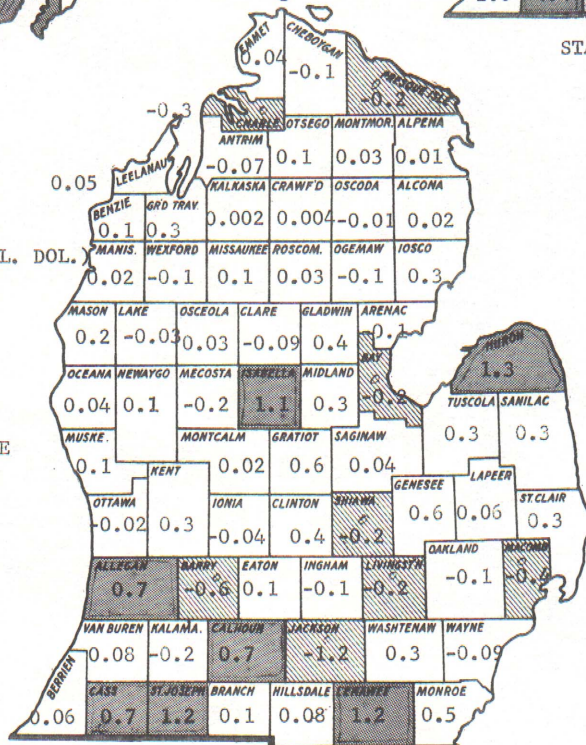 STA
EMMET 0.04
CHEBOYGAN -0.1
PRESQUE ISLE -0.2
-0.3 CHARLE.
ANTRIM -0.07
OTSEGO 0.1
MONTMOR. 0.03
ALPENA 0.01
0.05 LEELANAU
BENZIE 0.1
GR'D TRAV. 0.3
KALKASKA 0.002
CRAWF'D 0.004
OSCODA -0.01
ALCONA 0.02
L. DOL.)
MANIS. 0.02
WEXFORD -0.1
MISSAUKEE 0.1
ROSCOM. 0.03
OGEMAW -0.1
IOSCO 0.3
MASON 0.2
LAKE -0.03
OSCEOLA 0.03
CLARE -0.09
GLADWIN 0.4
ARENAC -0.1
OCEANA 0.04
NEWAYGO 0.1
MECOSTA -0.2
ISABELLA 1.1
MIDLAND 0.3
BAY -0.2
HURON 1.3
TUSCOLA 0.3
SANILAC 0.3
E
MUSKE. 0.1
KENT 0.3
MONTCALM 0.02
GRATIOT 0.6
SAGINAW 0.04
GENESEE 0.6
LAPEER 0.06
ST.CLAIR 0.3
OTTAWA -0.02
IONIA -0.04
CLINTON 0.4
SHIAWA -0.2
ALLEGAN 0.7
BARRY -0.6
EATON 0.1
INGHAM -0.1
LIVINGST'N -0.2
OAKLAND -0.1
MACOMB -0.4
VAN BUREN 0.08
KALAMA. -0.2
CALHOUN 0.7
JACKSON -1.2
WASHTENAW 0.3
WAYNE -0.09
BERRIEN 0.06
CASS 0.7
ST.JOSEPH 1.2
BRANCH 0.1
HILLSDALE 0.08
LENAWEE 1.2
MONROE 0.5